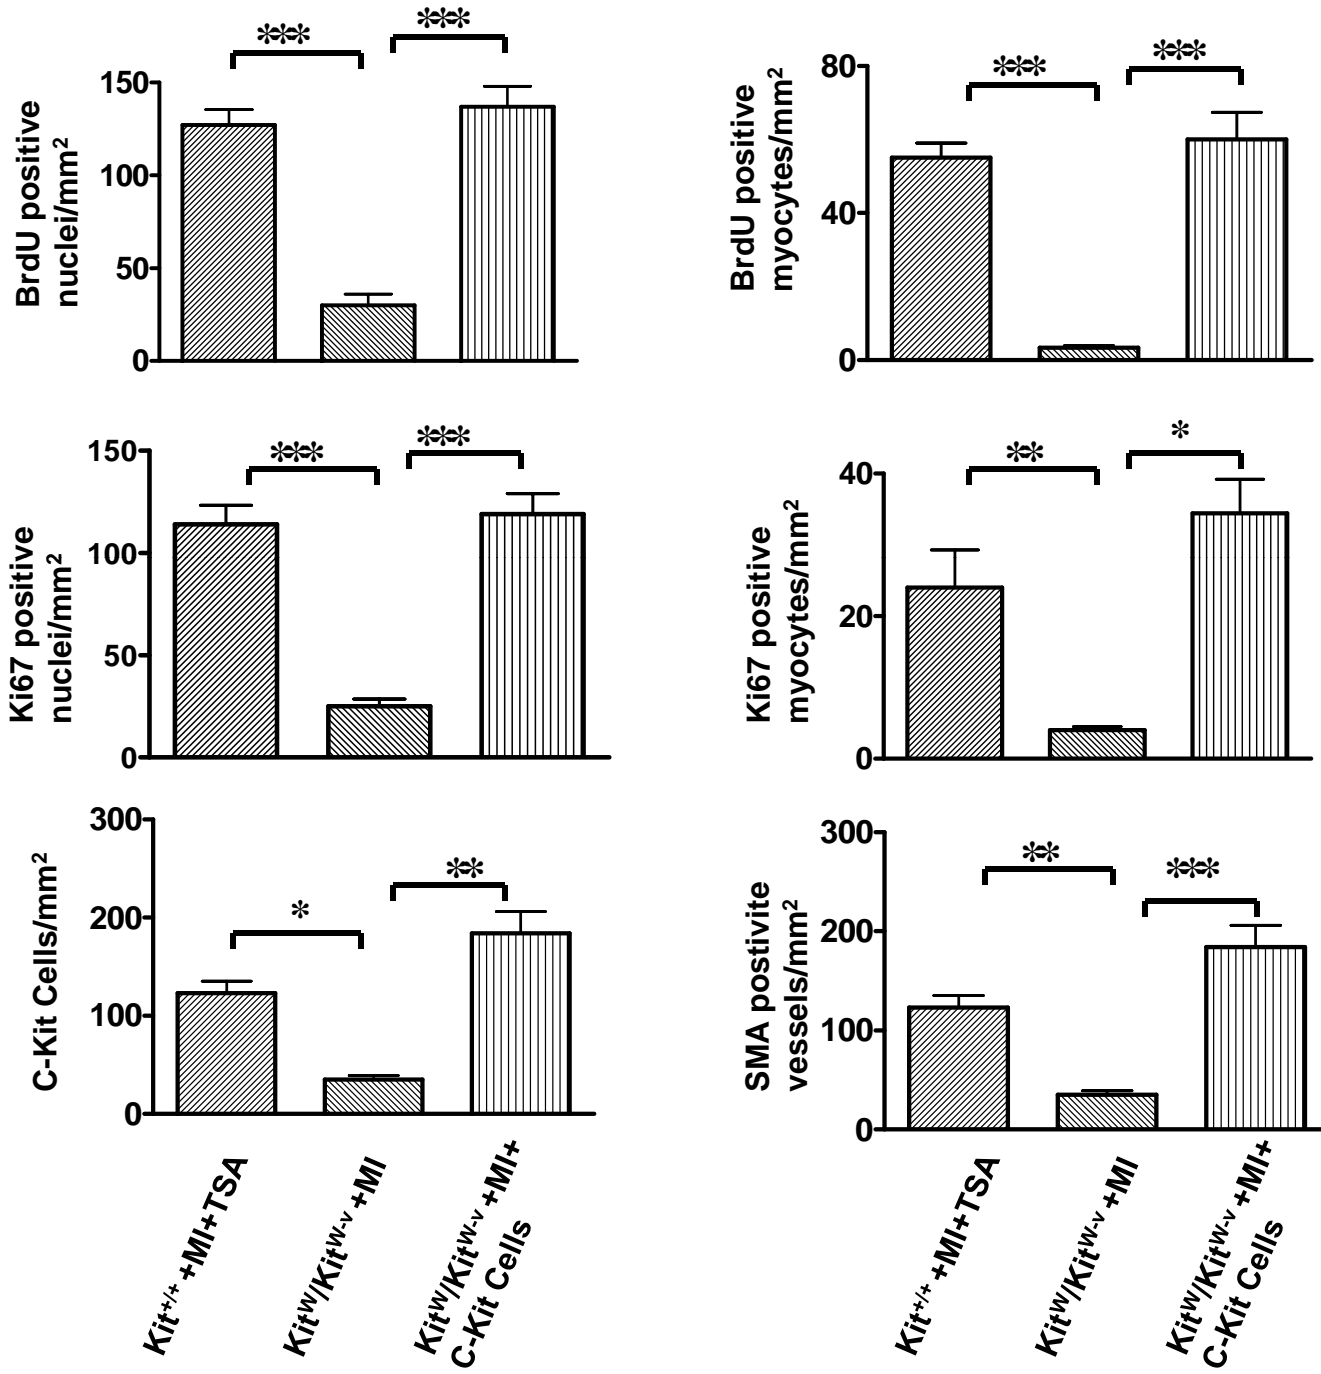 ***
***
150
100
50
0
BrdU positive
nuclei/mm²
***
***
80
40
0
BrdU positive
myocytes/mm²
***
***
150
100
50
0
Ki67 positive
nuclei/mm²
**
*
40
20
0
Ki67 positive
myocytes/mm²
*
**
300
200
100
0
C-Kit Cells/mm²
**
***
300
200
100
0
SMA postivite
vessels/mm²
Kit⁺/⁺ +MI+TSA
Kitᵂ/Kitᵂ⁻ᵛ +MI
Kitᵂ/Kitᵂ⁻ᵛ +MI+
C-Kit Cells
Kit⁺/⁺ +MI+TSA
Kitᵂ/Kitᵂ⁻ᵛ +MI
Kitᵂ/Kitᵂ⁻ᵛ +MI+
C-Kit Cells